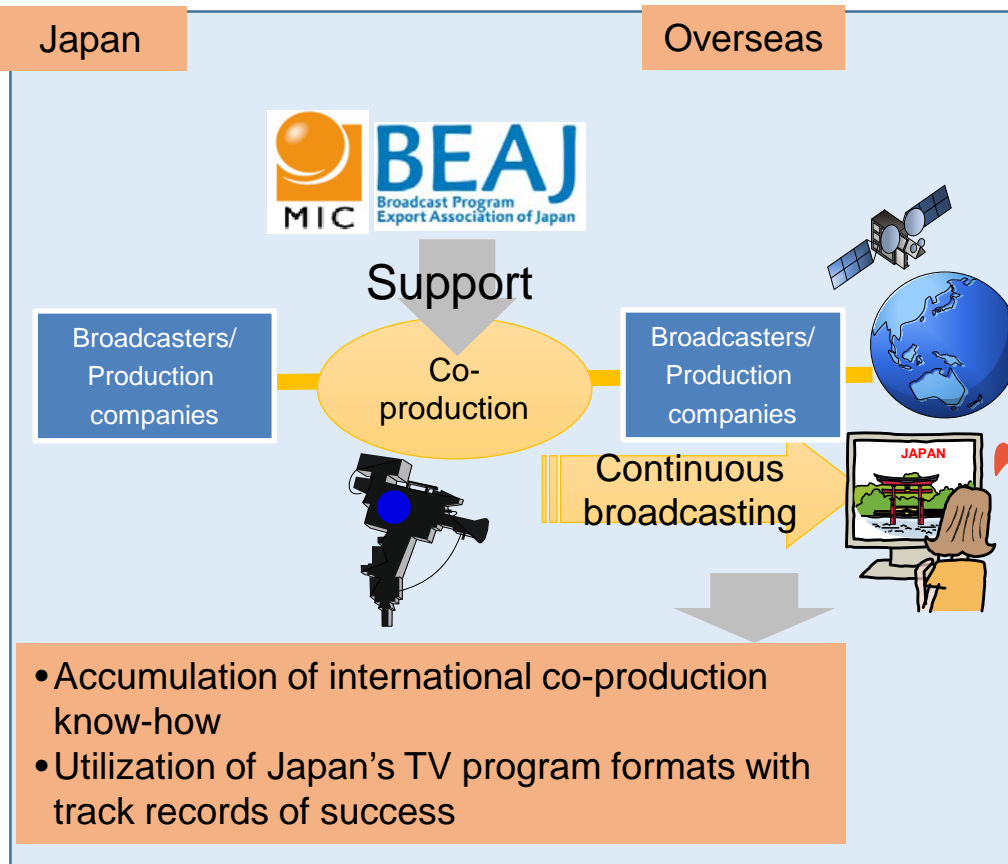 Japan
Overseas
MIC
BEAJ
Broadcast Program
Export Association of Japan
Support
Broadcasters/
Production
companies
Co-
production
Broadcasters/
Production
companies
JAPAN
Continuous
broadcasting
•Accumulation of international co-production
know-how
•Utilization of Japan’s TV program formats with
track records of success